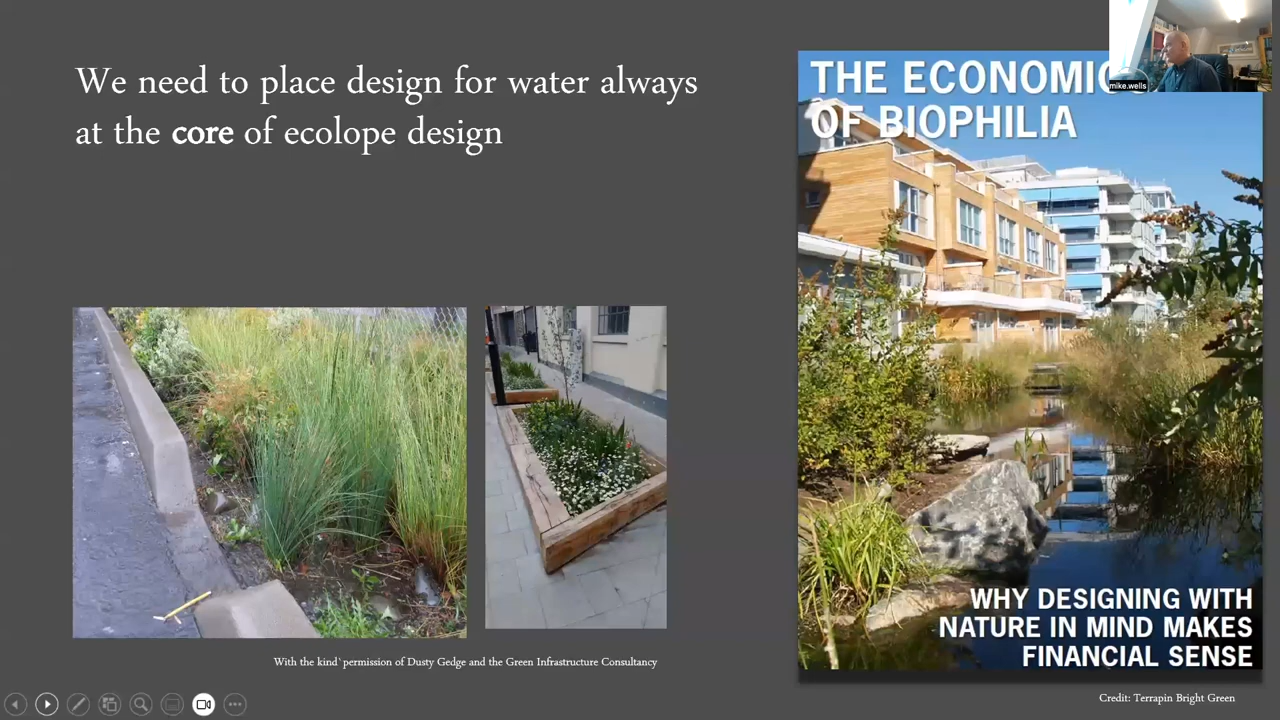 We need to place design for water always
at the core of ecolope design
THE ECONOMIC
OF BIOPHILIA
mike.wells
WHY DESIGNING WITH
NATURE IN MIND MAKES
FINANCIAL SENSE
With the kind' permission of Dusty Gedge and the Green Infrastructure Consultancy
Credit: Terrapin Bright Green